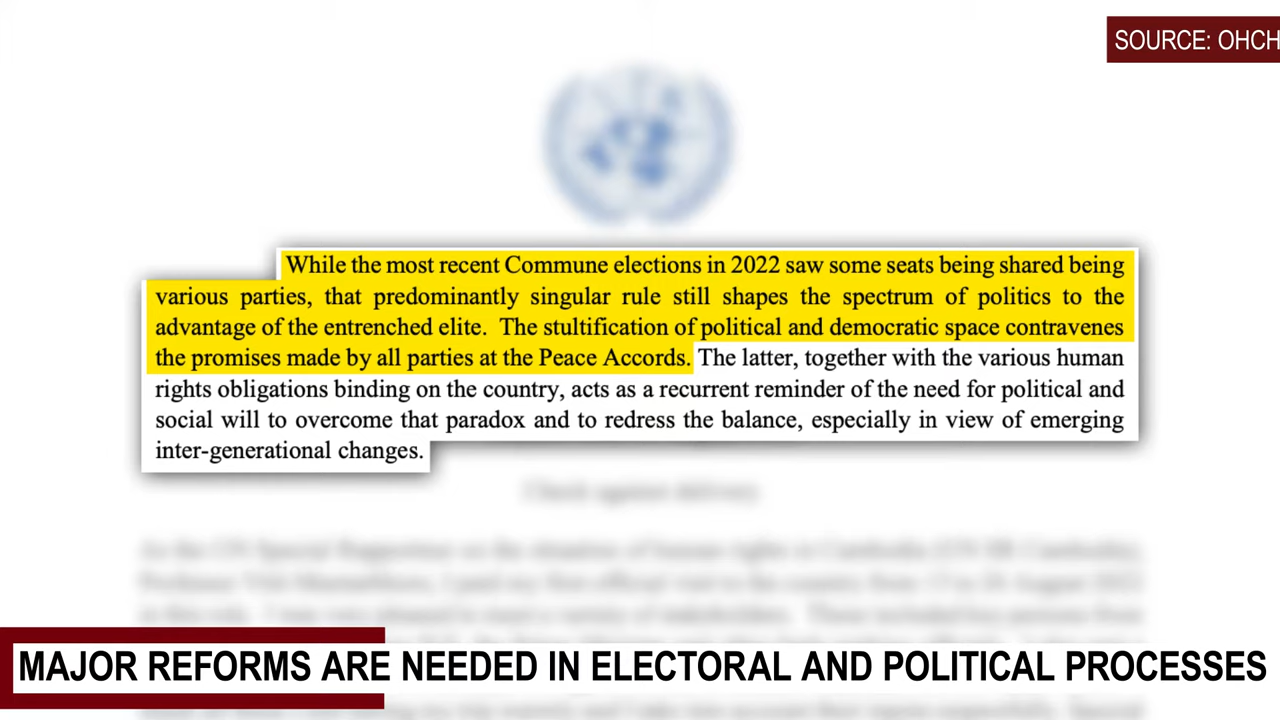 SOURCE: OHCH
While the most recent Commune elections in 2022 saw some seats being shared being
various parties, that predominantly singular rule still shapes the spectrum of politics to the
advantage of the entrenched elite. The stultification of political and democratic space contravenes
the promises made by all parties at the Peace Accords. The latter, together with the various human
rights obligations binding on the country, acts as a recurrent reminder of the need for political and
social will to overcome that paradox and to redress the balance, especially in view of emerging
inter-generational changes.
Check against delivery
MAJOR REFORMS ARE NEEDED IN ELECTORAL AND POLITICAL PROCESSES